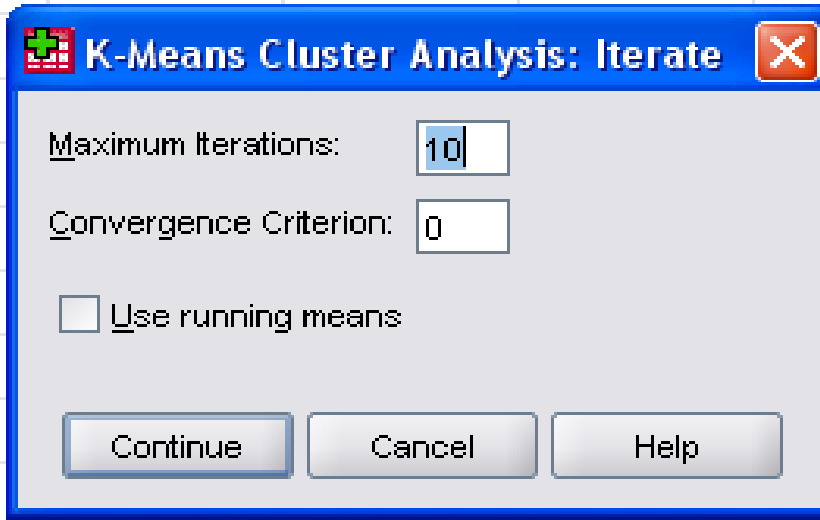 K-Means Cluster Analysis: Iterate
Maximum Iterations: 10
Convergence Criterion: 0
Use running means
Continue Cancel Help